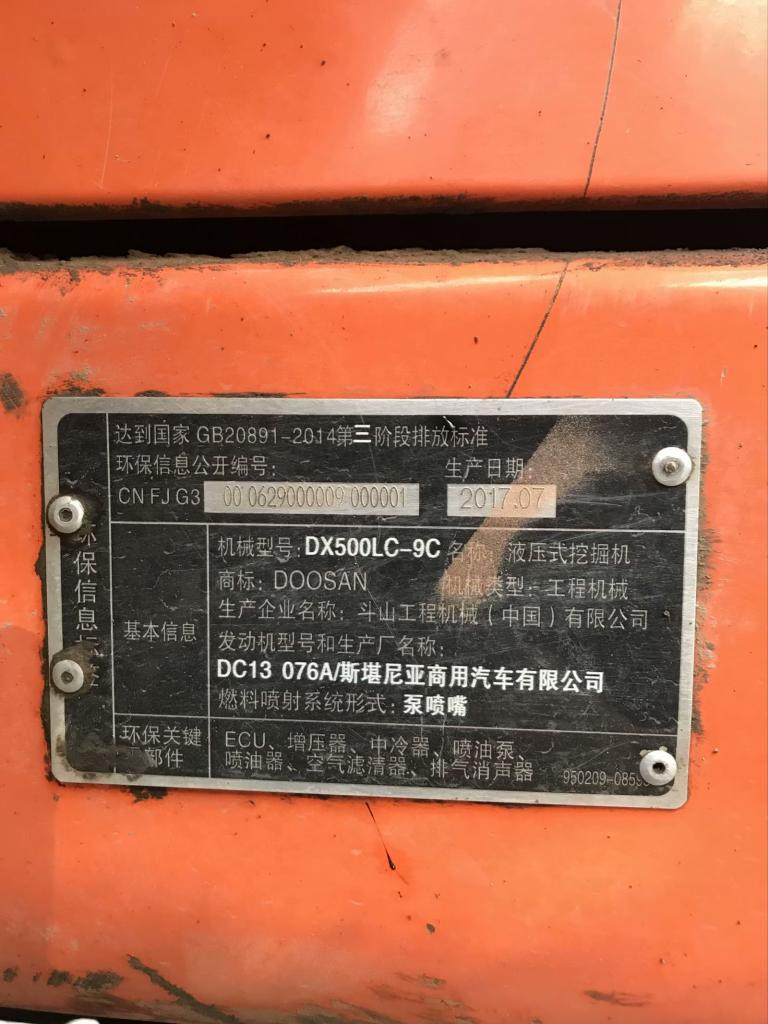 达到国家 GB20891-2014第三阶段排放标准
环保信息公开编号: 生产日期:
CN FJ G3 00 0629000009 000001 2017.07
环保信息标签
基本信息
机械型号: DX500LC-9C 名称: 液压式挖掘机
商标: DOOSAN 机械类型: 工程机械
生产企业名称: 斗山工程机械（中国）有限公司
发动机型号和生产厂名称:
DC13 076A/斯堪尼亚商用汽车有限公司
燃料喷射系统形式: 泵喷嘴
环保关键
部件
ECU、增压器、中冷器、喷油泵、
喷油器、空气滤清器、排气消声器